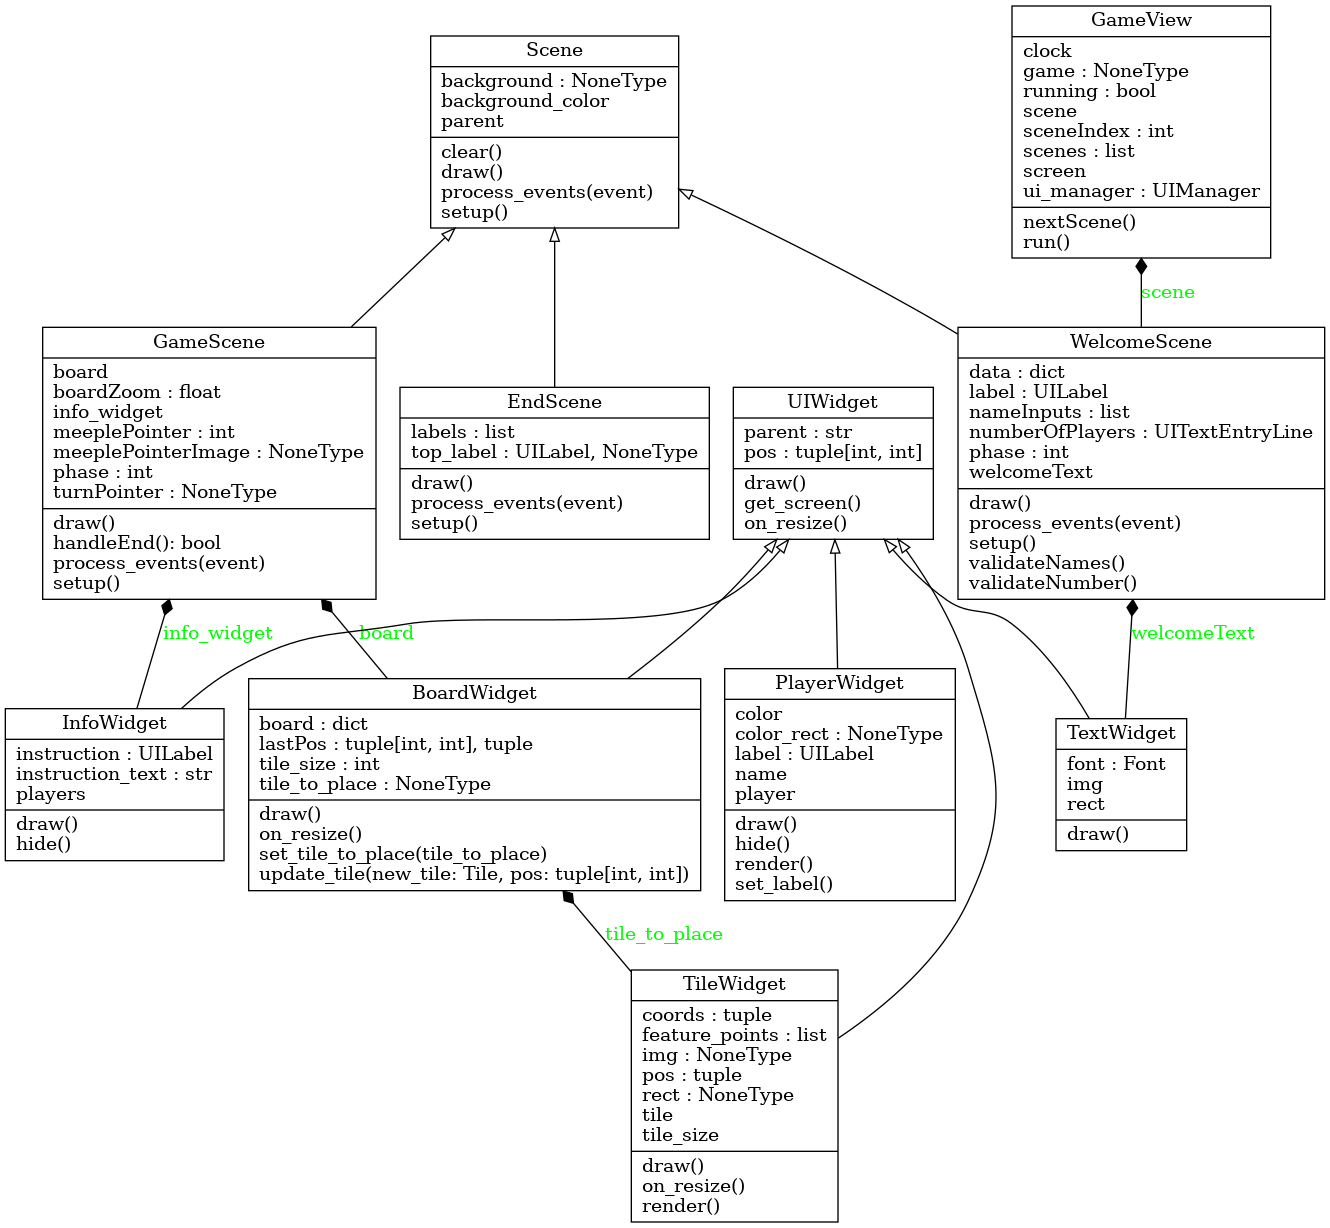 GameView
clock
game : NoneType
running : bool
scene
sceneIndex : int
scenes : list
screen
ui_manager : UIManager
nextScene()
run()
Scene
background : NoneType
background_color
parent
clear()
draw()
process_events(event)
setup()
scene
GameScene
board
boardZoom : float
info_widget
meeplePointer : int
meeplePointerImage : NoneType
phase : int
turnPointer : NoneType
draw()
handleEnd(): bool
process_events(event)
setup()
EndScene
labels : list
top_label : UILabel, NoneType
draw()
process_events(event)
setup()
UIWidget
parent : str
pos : tuple[int, int]
draw()
get_screen()
on_resize()
WelcomeScene
data : dict
label : UILabel
nameInputs : list
numberOfPlayers : UITextEntryLine
phase : int
welcomeText
draw()
process_events(event)
setup()
validateNames()
validateNumber()
info_widget
board
welcomeText
InfoWidget
instruction : UILabel
instruction_text : str
players
draw()
hide()
BoardWidget
board : dict
lastPos : tuple[int, int], tuple
tile_size : int
tile_to_place : NoneType
draw()
on_resize()
set_tile_to_place(tile_to_place)
update_tile(new_tile: Tile, pos: tuple[int, int])
PlayerWidget
color
color_rect : NoneType
label : UILabel
name
player
draw()
hide()
render()
set_label()
TextWidget
font : Font
img
rect
draw()
tile_to_place
TileWidget
coords : tuple
feature_points : list
img : NoneType
pos : tuple
rect : NoneType
tile
tile_size
draw()
on_resize()
render()